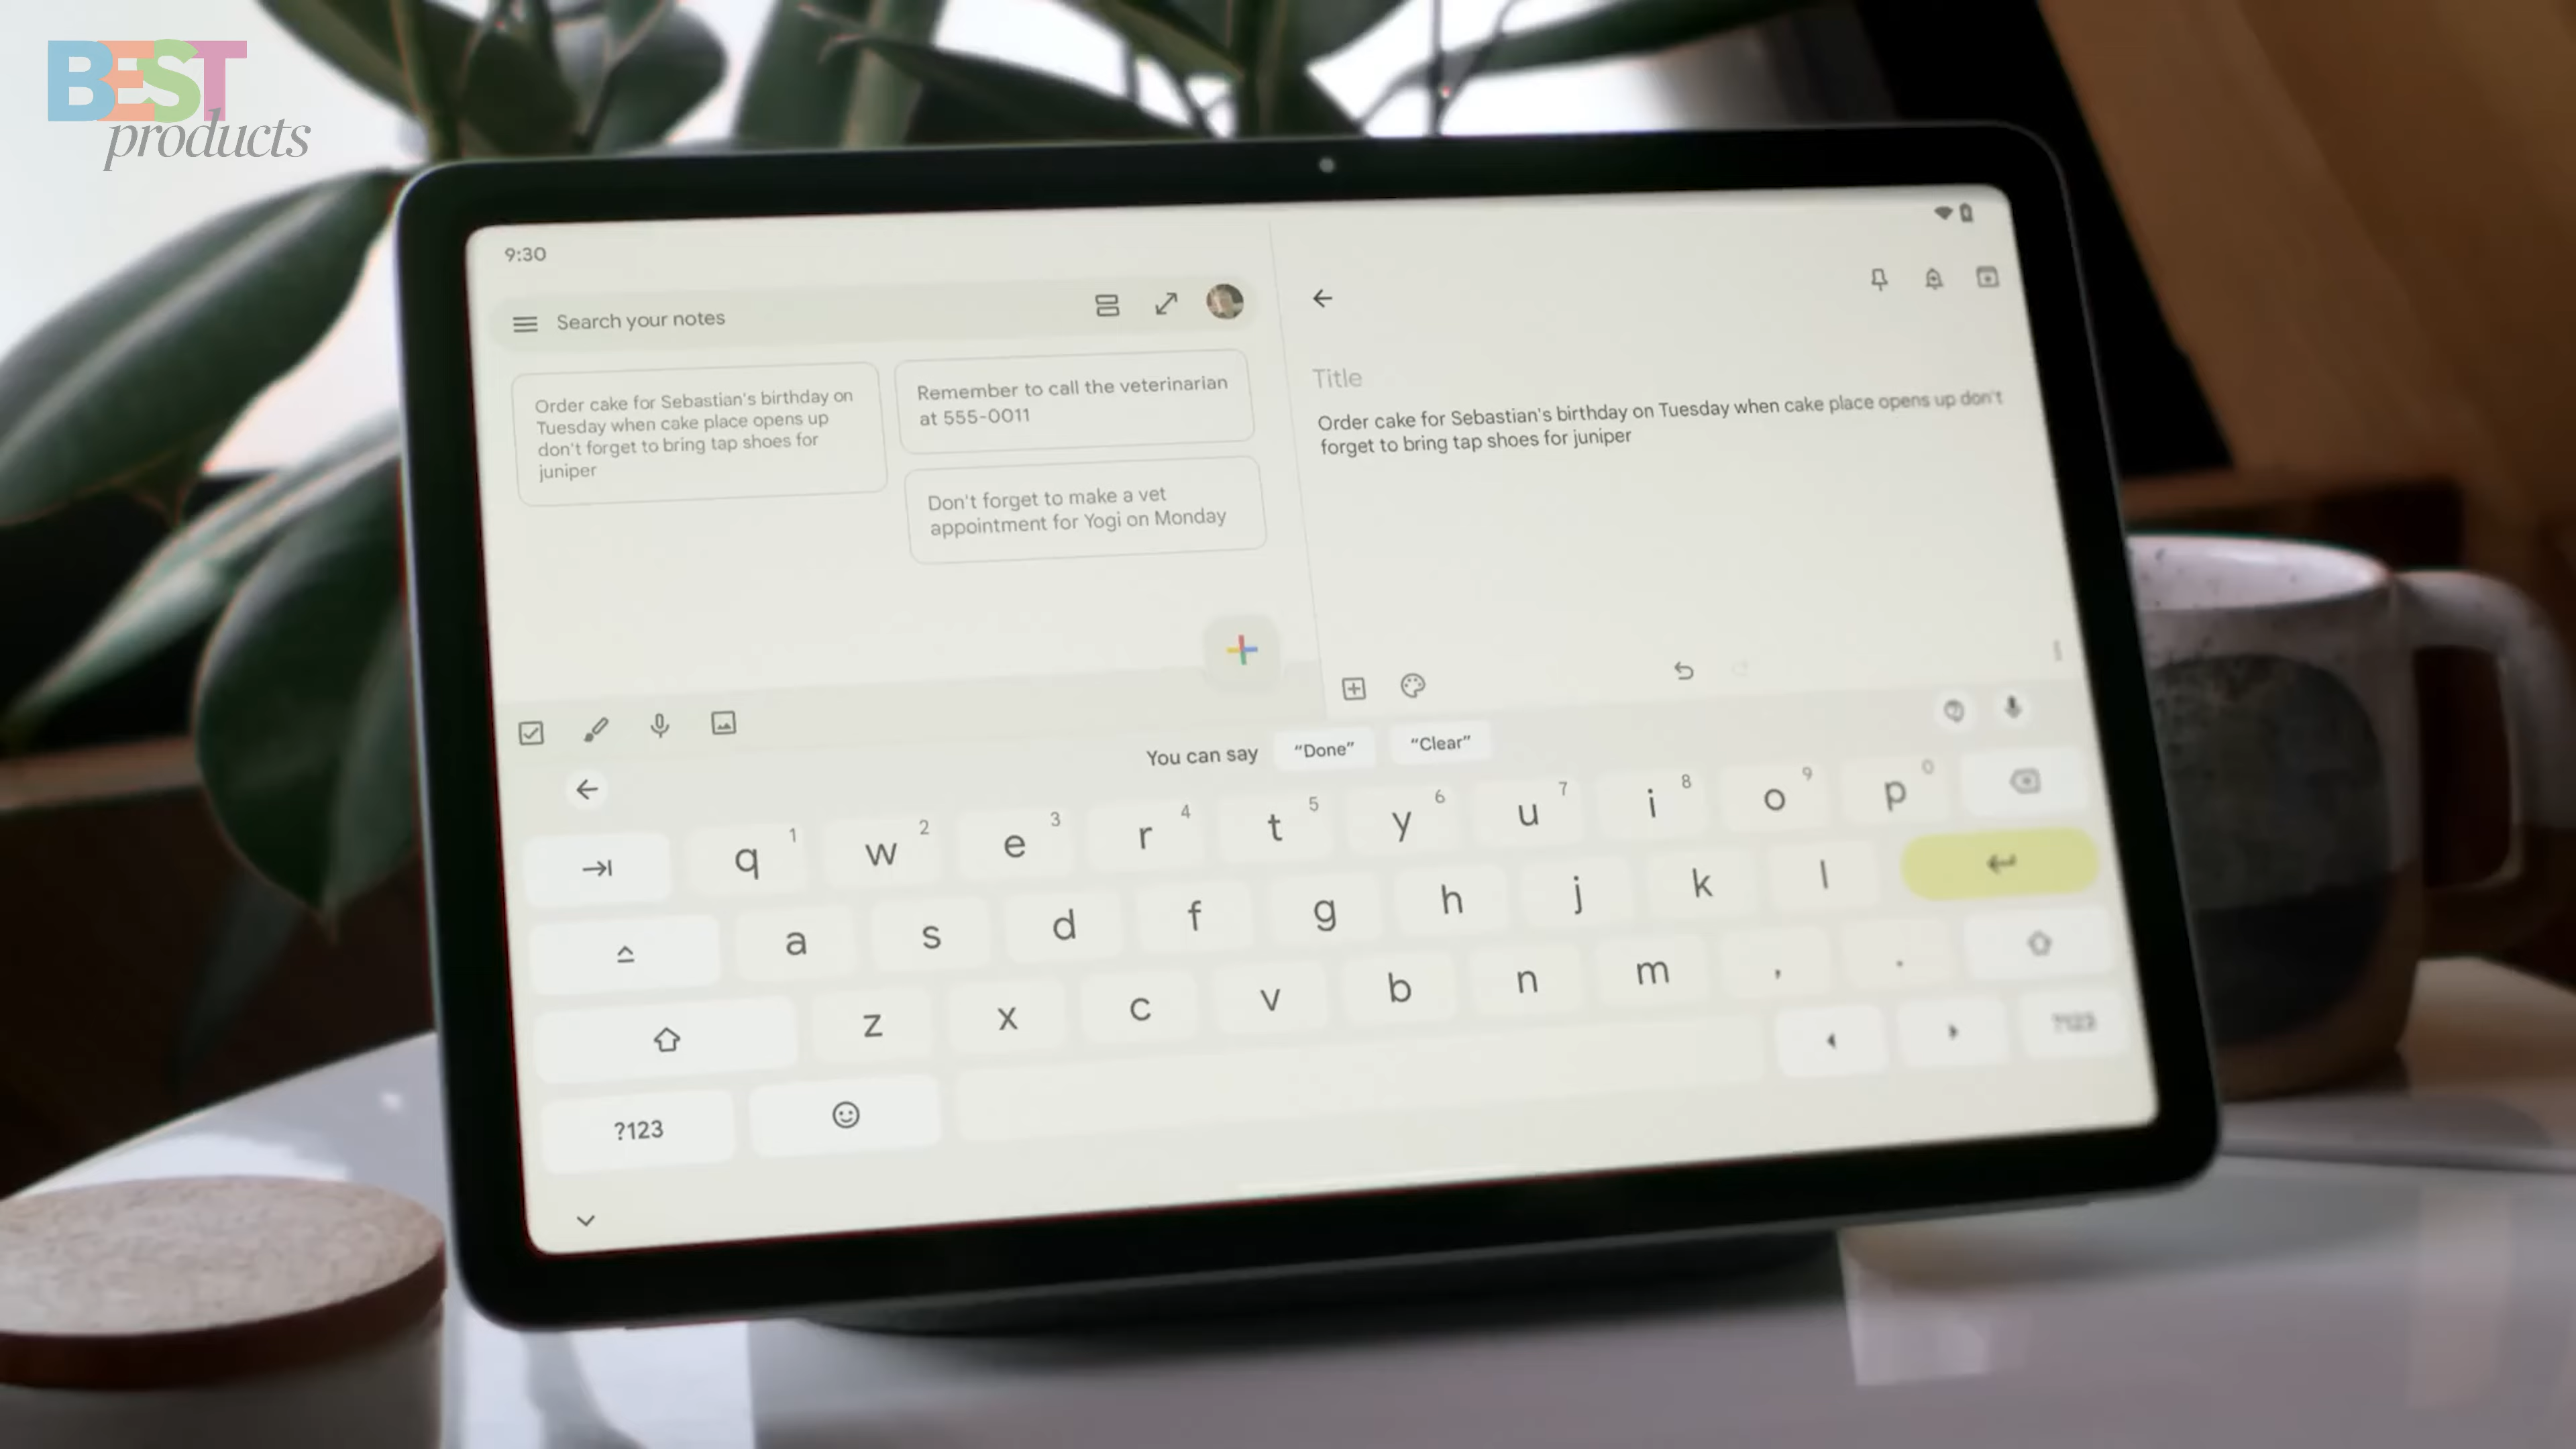 BEST
products
9:30
Search your notes
Order cake for Sebastian's birthday on
Tuesday when cake place opens up
don't forget to bring tap shoes for
juniper
Remember to call the veterinarian
at 555-0011
Don't forget to make a vet
appointment for Yogi on Monday
Title
Order cake for Sebastian's birthday on Tuesday when cake place opens up don't
forget to bring tap shoes for juniper
You can say "Done" "Clear"
q 1 w 2 e 3 r 4 t 5 y 6 u 7 i 8 o 9 p 0
a s d f g h j k l
z x c v b n m , .
?123 ?123